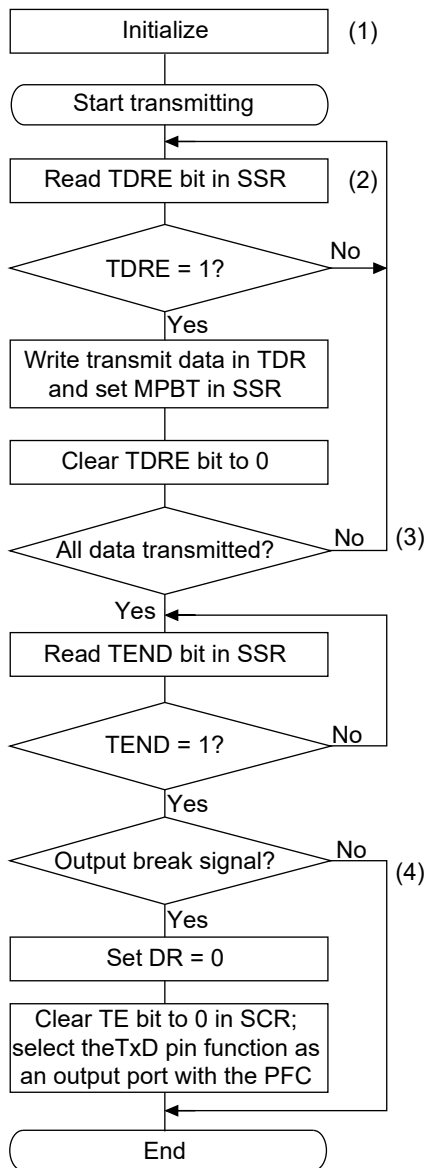 Initialize (1)
Start transmitting
Read TDRE bit in SSR (2)
TDRE = 1? No
Yes
Write transmit data in TDR
and set MPBT in SSR
Clear TDRE bit to 0
All data transmitted? No (3)
Yes
Read TEND bit in SSR
TEND = 1? No
Yes
Output break signal? No (4)
Yes
Set DR = 0
Clear TE bit to 0 in SCR;
select theTxD pin function as
an output port with the PFC
End